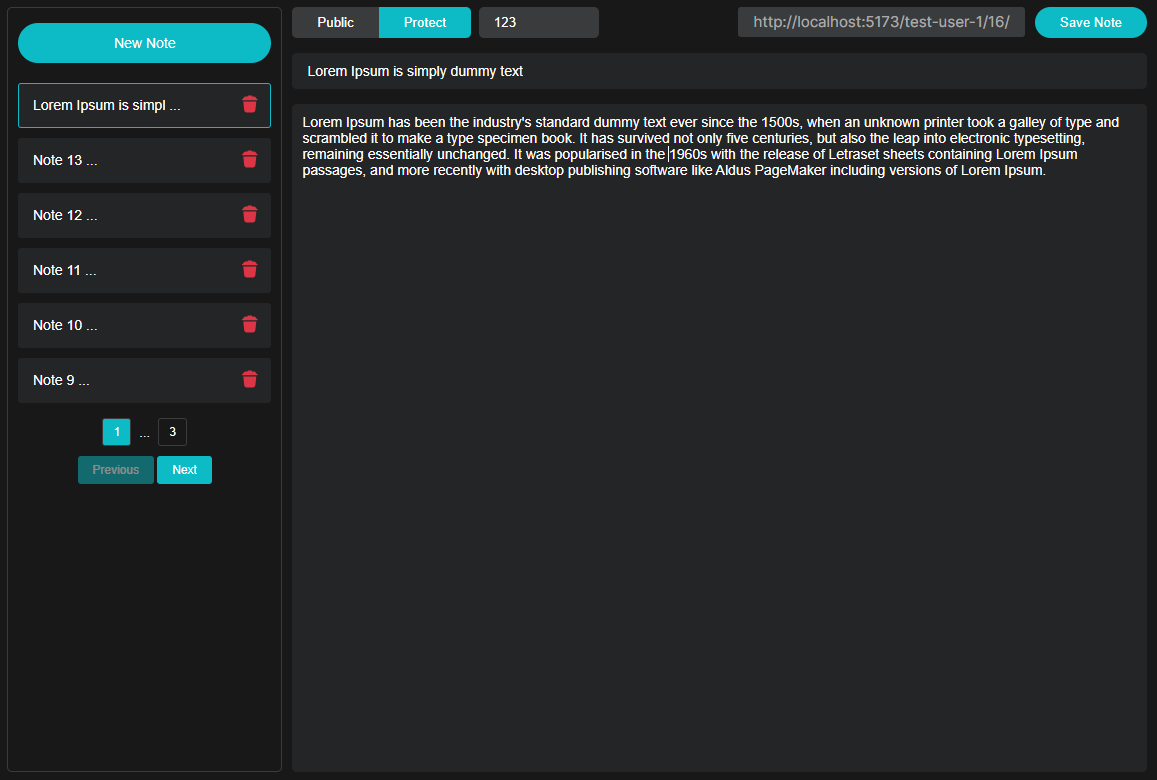 New Note
Lorem Ipsum is simpl ...
Note 13 ...
Note 12 ...
Note 11 ...
Note 10 ...
Note 9 ...
1 ... 3
Previous Next
Public Protect 123 http://localhost:5173/test-user-1/16/ Save Note
Lorem Ipsum is simply dummy text
Lorem Ipsum has been the industry's standard dummy text ever since the 1500s, when an unknown printer took a galley of type and
scrambled it to make a type specimen book. It has survived not only five centuries, but also the leap into electronic typesetting,
remaining essentially unchanged. It was popularised in the 1960s with the release of Letraset sheets containing Lorem Ipsum
passages, and more recently with desktop publishing software like Aldus PageMaker including versions of Lorem Ipsum.